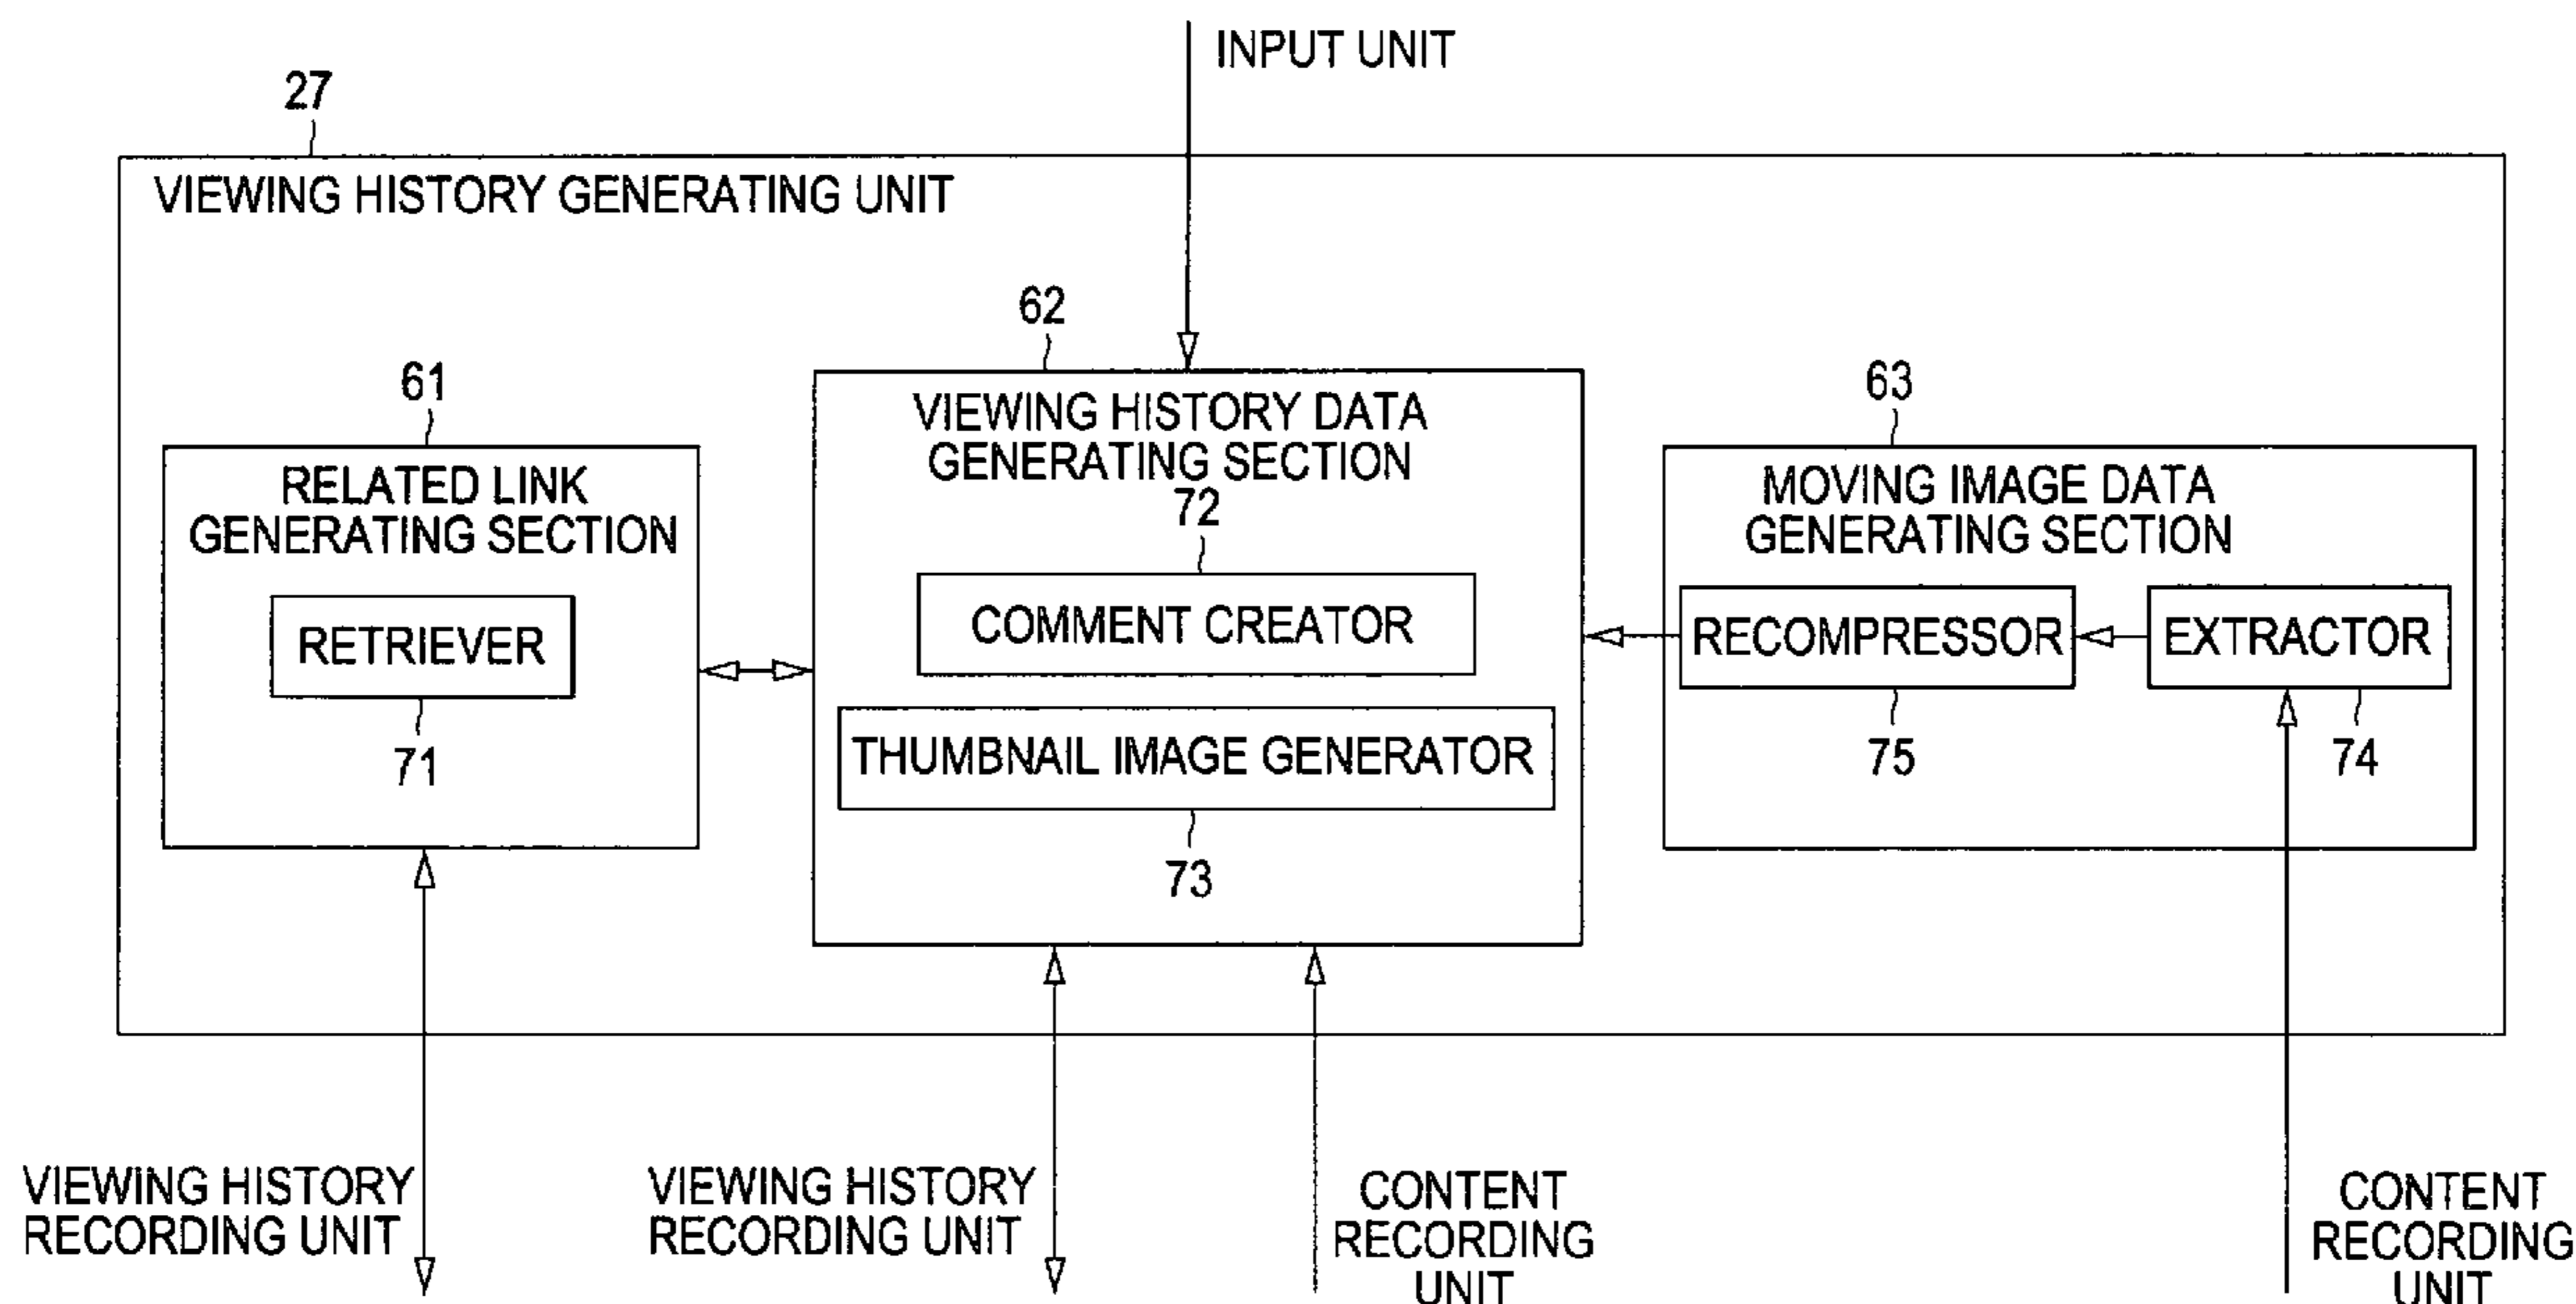 INPUT UNIT
27
VIEWING HISTORY GENERATING UNIT
62
61
63
VIEWING HISTORY DATA
GENERATING SECTION
RELATED LINK
GENERATING SECTION
MOVING IMAGE DATA
GENERATING SECTION
72
COMMENT CREATOR
RETRIEVER
RECOMPRESSOR
EXTRACTOR
71
THUMBNAIL IMAGE GENERATOR
75
74
73
VIEWING HISTORY
RECORDING UNIT
VIEWING HISTORY
RECORDING UNIT
CONTENT
RECORDING
UNIT
CONTENT
RECORDING
UNIT